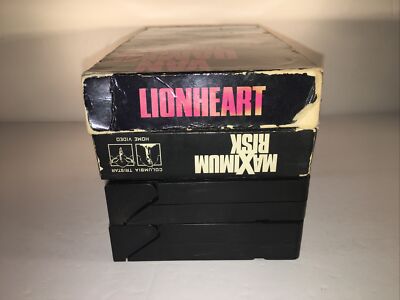 LIONHEART
MAXIMUM
RISK
COLUMBIA TRISTAR
HOME VIDEO